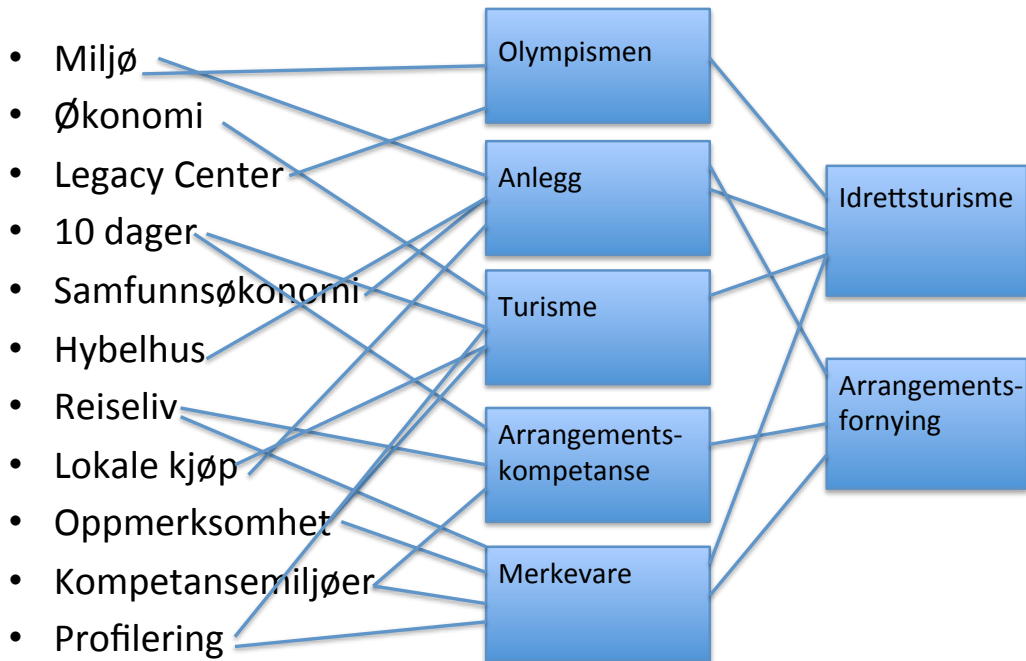 • Miljø
• Økonomi
• Legacy Center
• 10 dager
• Samfunnsøkonomi
• Hybelhus
• Reiseliv
• Lokale kjøp
• Oppmerksomhet
• Kompetansemiljøer
• Profilering
Olympismen
Anlegg
Turisme
Arrangements-
kompetanse
Merkevare
Idrettsturisme
Arrangements-
fornying